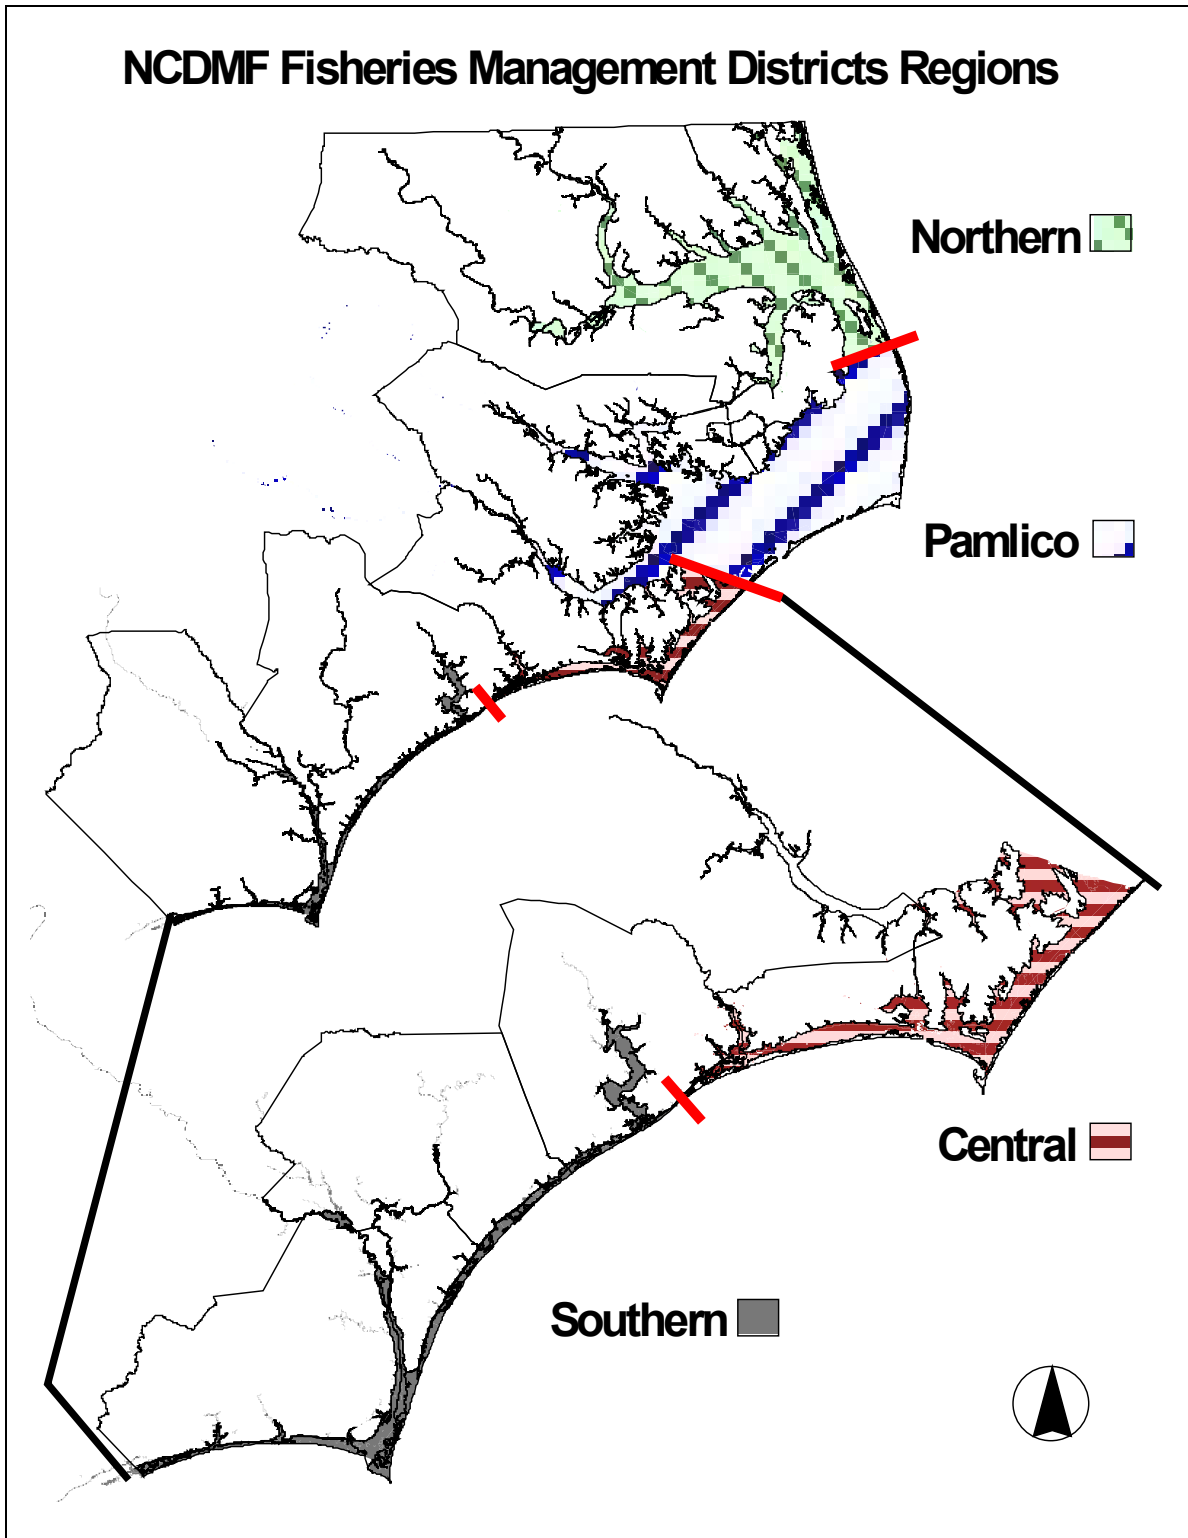 NCDMF Fisheries Management Districts Regions
Northern
Pamlico
Central
Southern